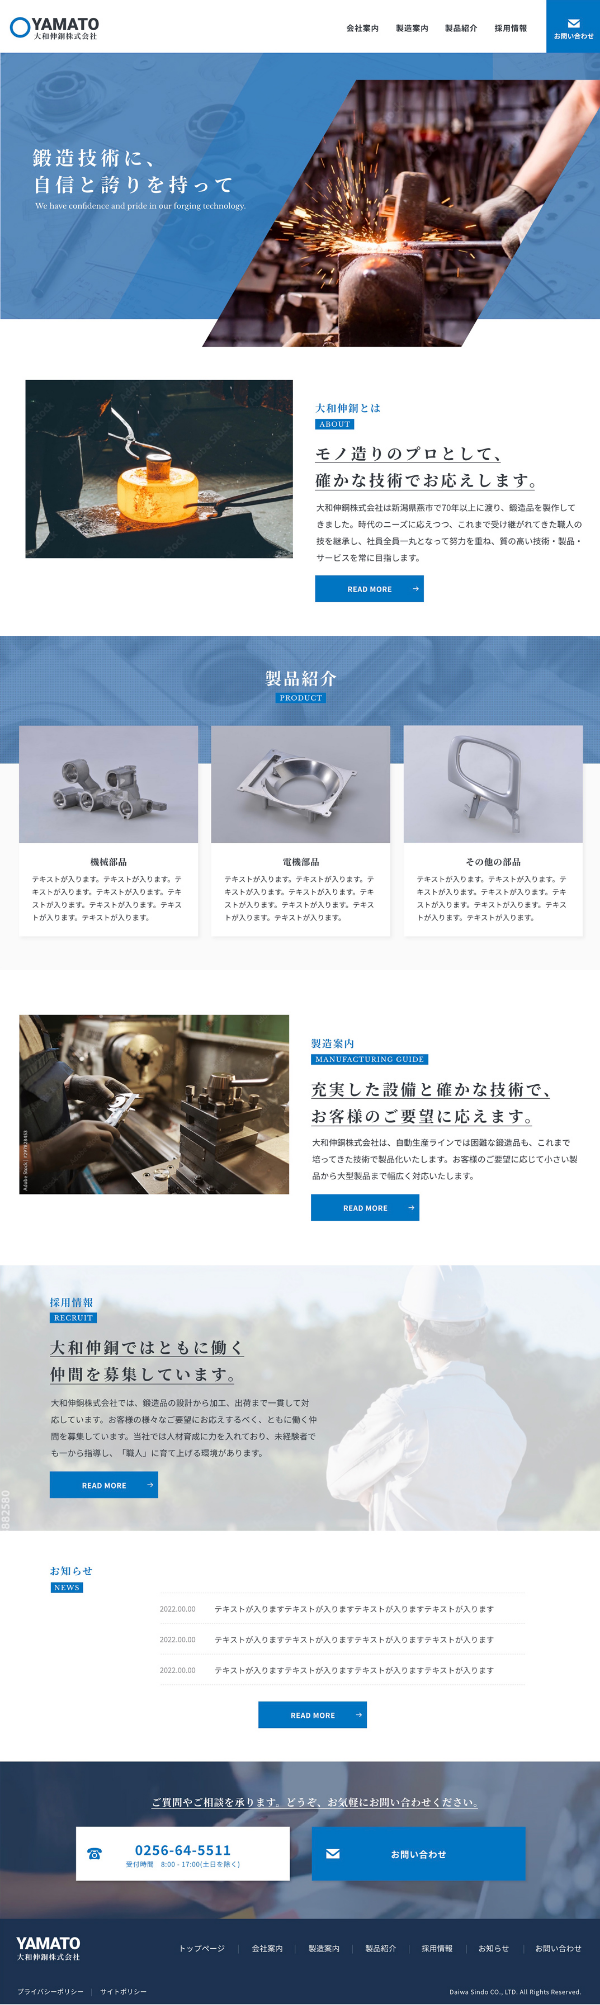 YAMATO
大和伸銅株式会社
会社案内 製造案内 製品紹介 採用情報
お問い合わせ
鍛造技術に、
自信と誇りを持って
We have confidence and pride in our forging technology.
大和伸銅とは
ABOUT
モノ造りのプロとして、
確かな技術でお応えします。
大和伸銅株式会社は新潟県燕市で70年以上に渡り、鍛造品を製作して
きました。時代のニーズに応えつつ、これまで受け継がれてきた職人の
技を継承し、社員全員一丸となって努力を重ね、質の高い技術・製品・
サービスを常に目指します。
READ MORE →
製品紹介
PRODUCT
機械部品
テキストが入ります。テキストが入ります。テ
キストが入ります。テキストが入ります。テキ
ストが入ります。テキストが入ります。テキス
トが入ります。テキストが入ります。
電機部品
テキストが入ります。テキストが入ります。テ
キストが入ります。テキストが入ります。テキ
ストが入ります。テキストが入ります。テキス
トが入ります。テキストが入ります。
その他の部品
テキストが入ります。テキストが入ります。テ
キストが入ります。テキストが入ります。テキ
ストが入ります。テキストが入ります。テキス
トが入ります。テキストが入ります。
製造案内
MANUFACTURING GUIDE
充実した設備と確かな技術で、
お客様のご要望に応えます。
大和伸銅株式会社は、自動生産ラインでは困難な鍛造品も、これまで
培ってきた技術で製品化いたします。お客様のご要望に応じて小さい製
品から大型製品まで幅広く対応いたします。
READ MORE →
採用情報
RECRUIT
大和伸銅ではともに働く
仲間を募集しています。
大和伸銅株式会社では、鍛造品の設計から加工、出荷まで一貫して対
応しています。お客様の様々なご要望にお応えするべく、ともに働く仲
間を募集しています。当社では人材育成に力を入れており、未経験者で
も一から指導し、「職人」に育て上げる環境があります。
READ MORE →
882580
お知らせ
NEWS
2022.00.00 テキストが入りますテキストが入りますテキストが入りますテキストが入ります
2022.00.00 テキストが入りますテキストが入りますテキストが入りますテキストが入ります
2022.00.00 テキストが入りますテキストが入りますテキストが入りますテキストが入ります
READ MORE →
ご質問やご相談を承ります。どうぞ、お気軽にお問い合わせください。
0256-64-5511
受付時間 8:00 - 17:00(土日を除く)
お問い合わせ
YAMATO
大和伸銅株式会社
トップページ | 会社案内 | 製造案内 | 製品紹介 | 採用情報 | お知らせ | お問い合わせ
プライバシーポリシー | サイトポリシー
Daiwa Sindo CO., LTD. All Rights Reserved.